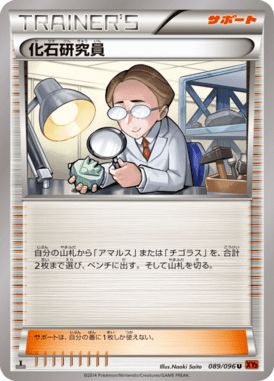 TRAINER'S
サポート
化石研究員
自分の山札から「アマルス」または「チゴラス」を、合計
2枚まで選び、ベンチに出す。そして山札を切る。
サポートは、自分の番に1枚しか使えない。
Illus.Naoki Saito
089/096 U
©2014 Pokémon/Nintendo/Creatures/GAME FREAK.